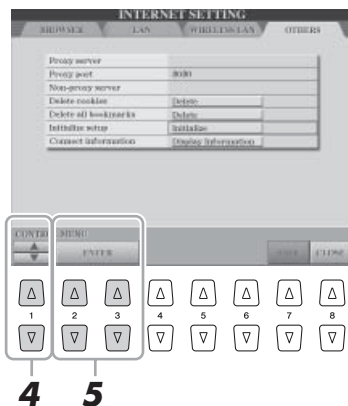 INTERNET SETTING
BROWSER LAN WIRELESS LAN OTHERS
Proxy server
Proxy port 8080
Non-proxy server
Delete cookies Delete
Delete all bookmarks Delete
Initialize setup Initialize
Connect information Display Information
CONTROL MENU
ENTER CLOSE
1 2 3 4 5 6 7 8
4 5